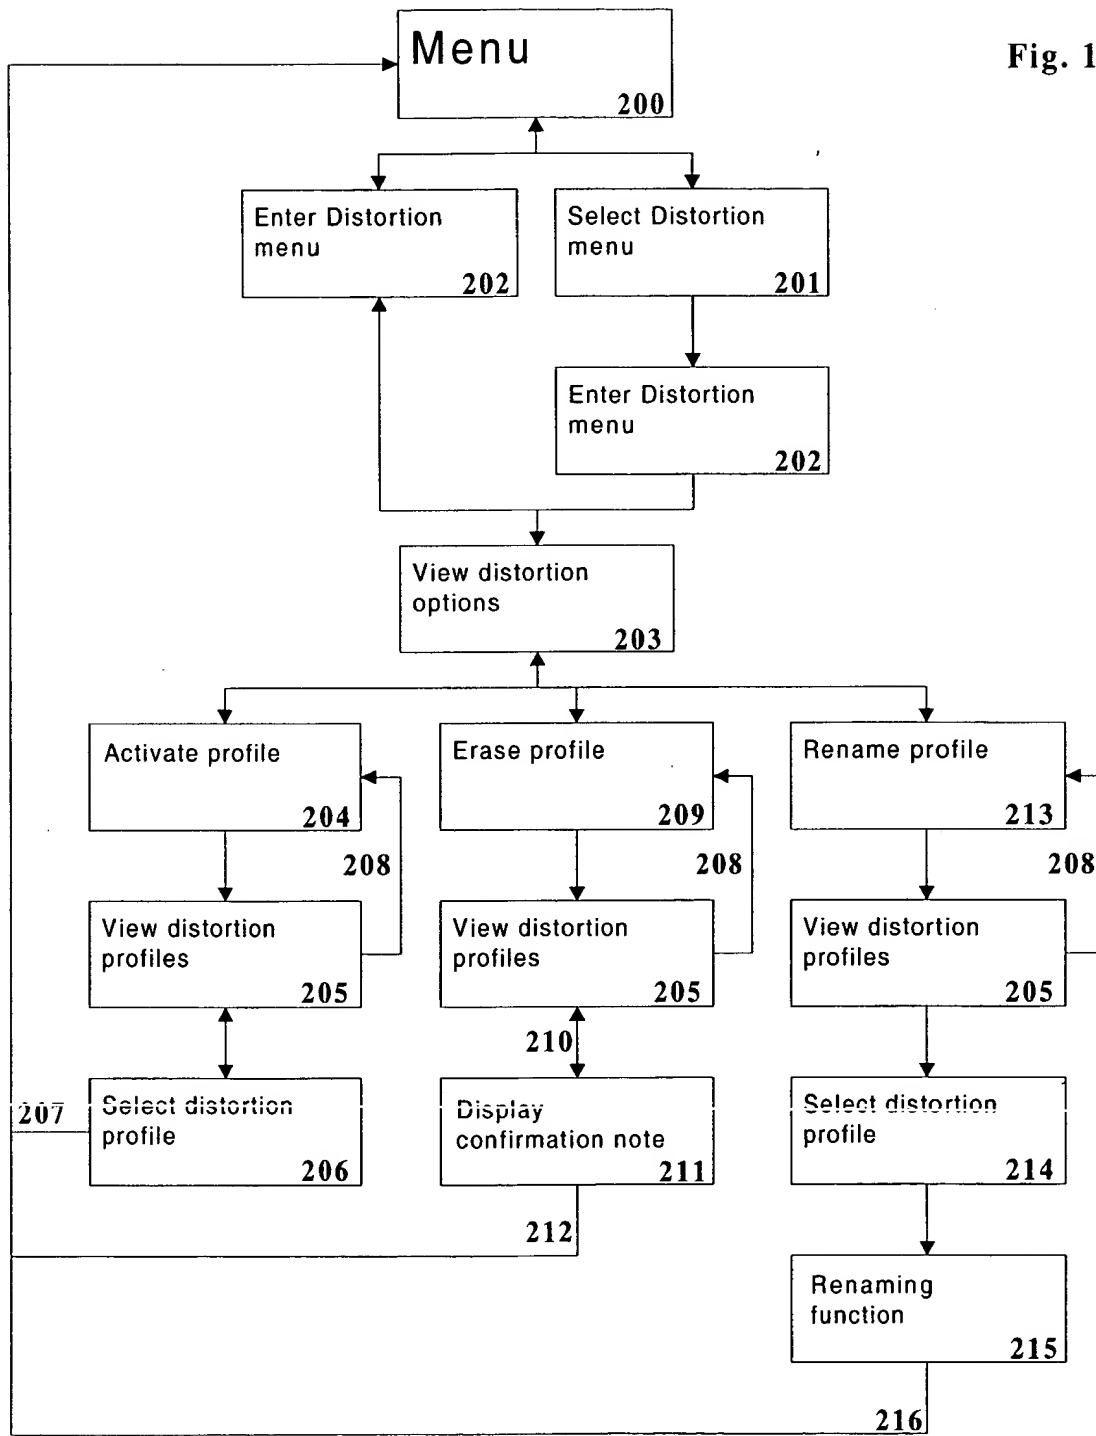 Menu
Fig. 1
200
Enter Distortion
menu
202
Select Distortion
menu
201
Enter Distortion
menu
202
View distortion
options
203
Activate profile
204
Erase profile
209
Rename profile
213
208
208
208
View distortion
profiles
205
View distortion
profiles
205
View distortion
profiles
205
210
207
Select distortion
profile
206
Display
confirmation note
211
Select distortion
profile
214
212
Renaming
function
215
216